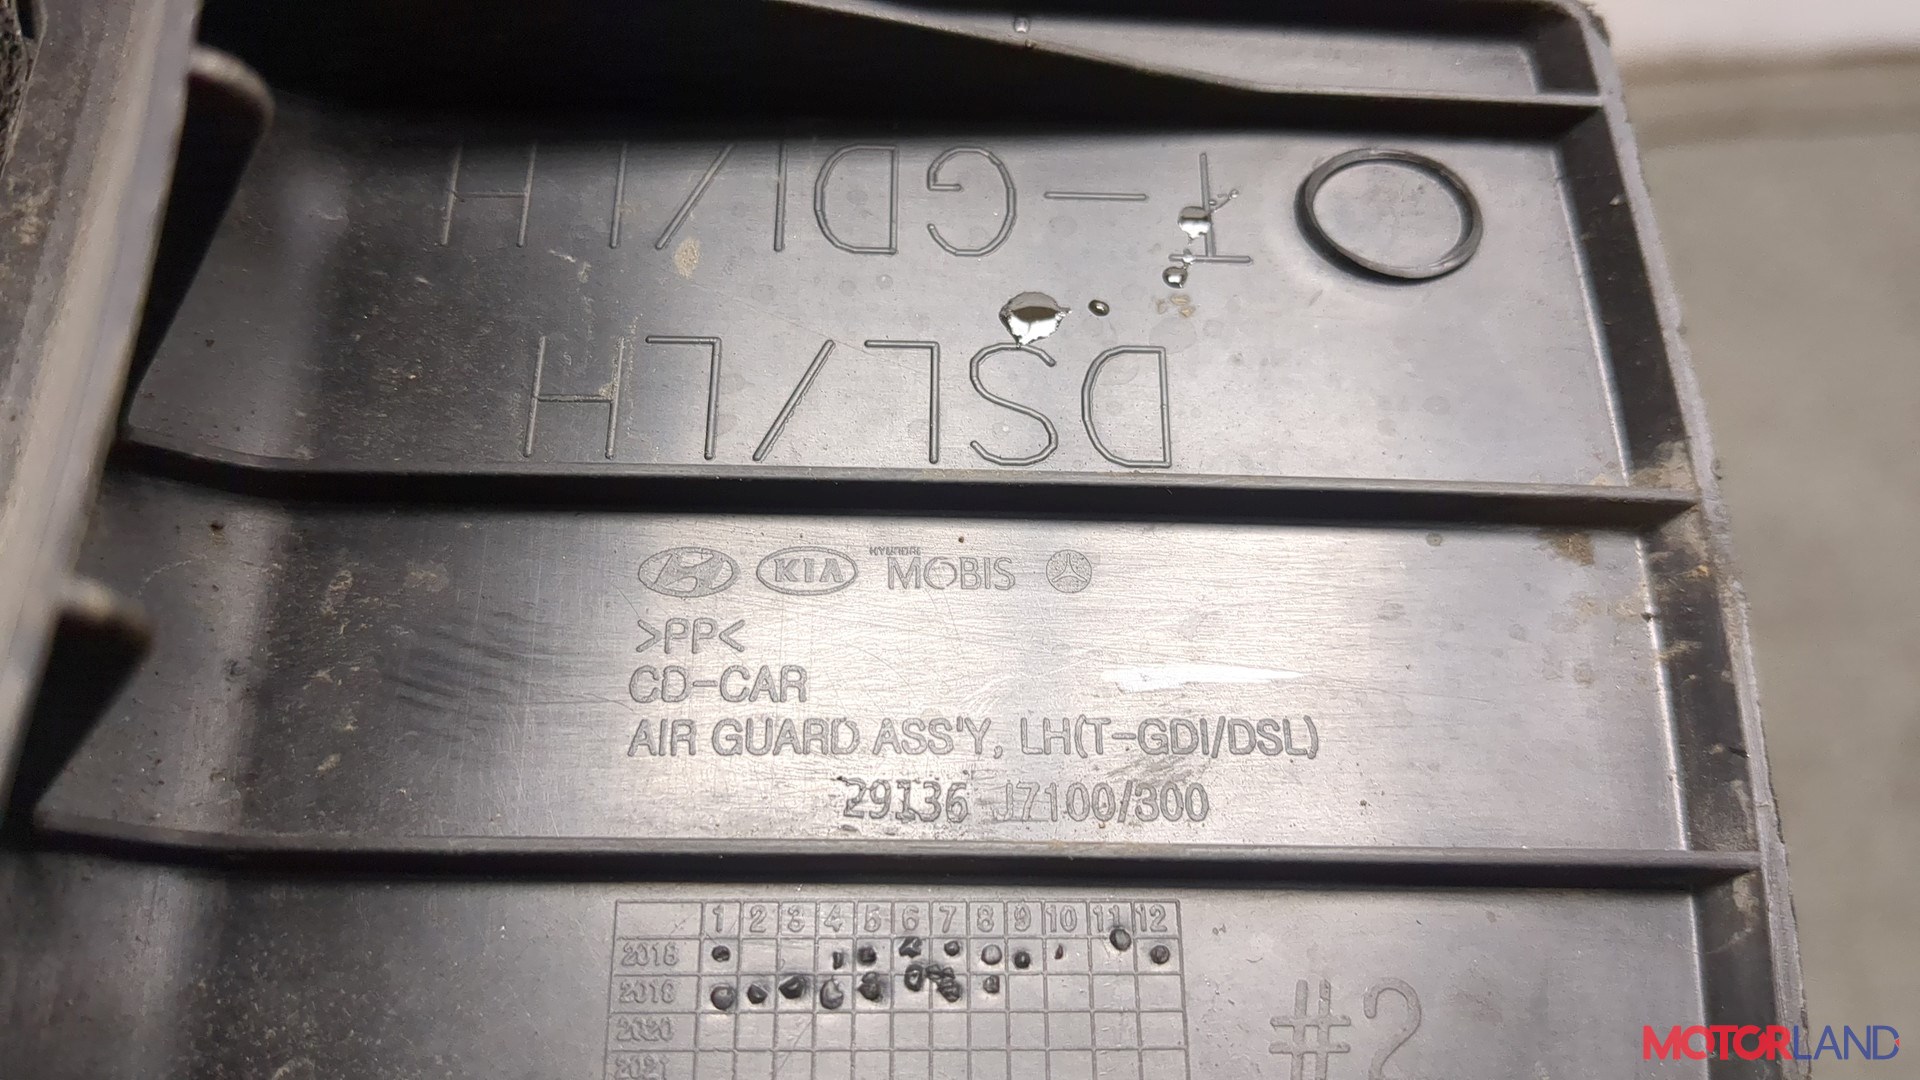 T-GDI/LH
DSL/LH
KIA HYUNDAI MOBIS
>PP<
CD-CAR
AIR GUARD ASS'Y, LH(T-GDI/DSL)
29136 J7100/300
1 2 3 4 5 6 7 8 9 10 11 12
2018
2019
2020
2021
#2
MOTORLAND